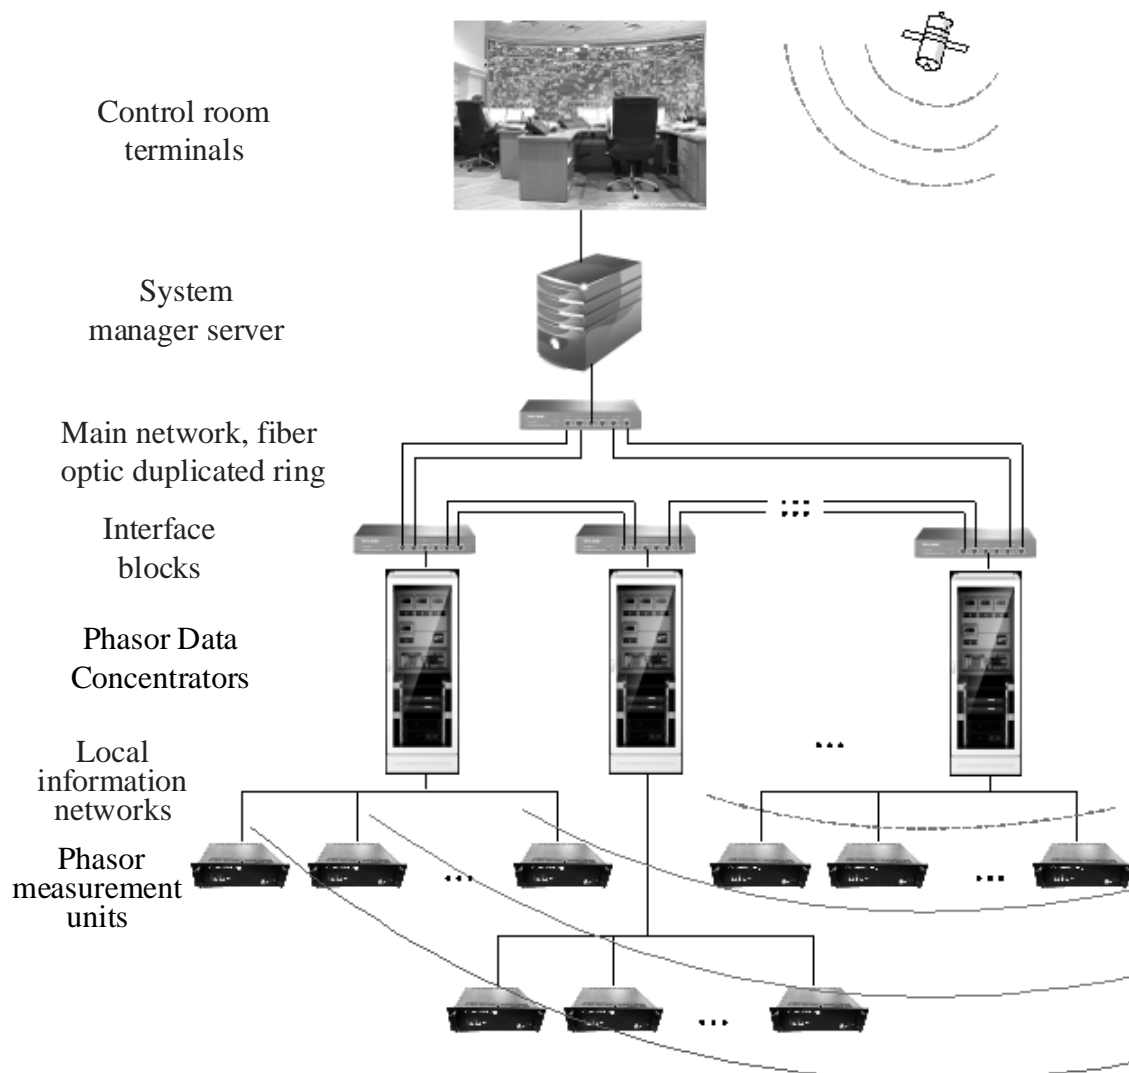 Control room
terminals
System
manager server
Main network, fiber
optic duplicated ring
Interface
blocks
Phasor Data
Concentrators
Local
information
networks
Phasor
measurement
units